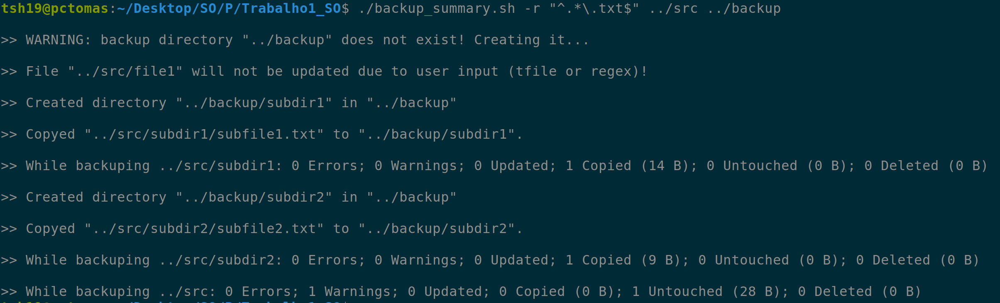 tsh19@pctomas:~/Desktop/SO/P/Trabalho1_SO$ ./backup_summary.sh -r "^.*\.txt$" ../src ../backup
>> WARNING: backup directory "../backup" does not exist! Creating it...
>> File "../src/file1" will not be updated due to user input (tfile or regex)!
>> Created directory "../backup/subdir1" in "../backup"
>> Copyed "../src/subdir1/subfile1.txt" to "../backup/subdir1".
>> While backuping ../src/subdir1: 0 Errors; 0 Warnings; 0 Updated; 1 Copied (14 B); 0 Untouched (0 B); 0 Deleted (0 B)
>> Created directory "../backup/subdir2" in "../backup"
>> Copyed "../src/subdir2/subfile2.txt" to "../backup/subdir2".
>> While backuping ../src/subdir2: 0 Errors; 0 Warnings; 0 Updated; 1 Copied (9 B); 0 Untouched (0 B); 0 Deleted (0 B)
>> While backuping ../src: 0 Errors; 1 Warnings; 0 Updated; 0 Copied (0 B); 1 Untouched (28 B); 0 Deleted (0 B)